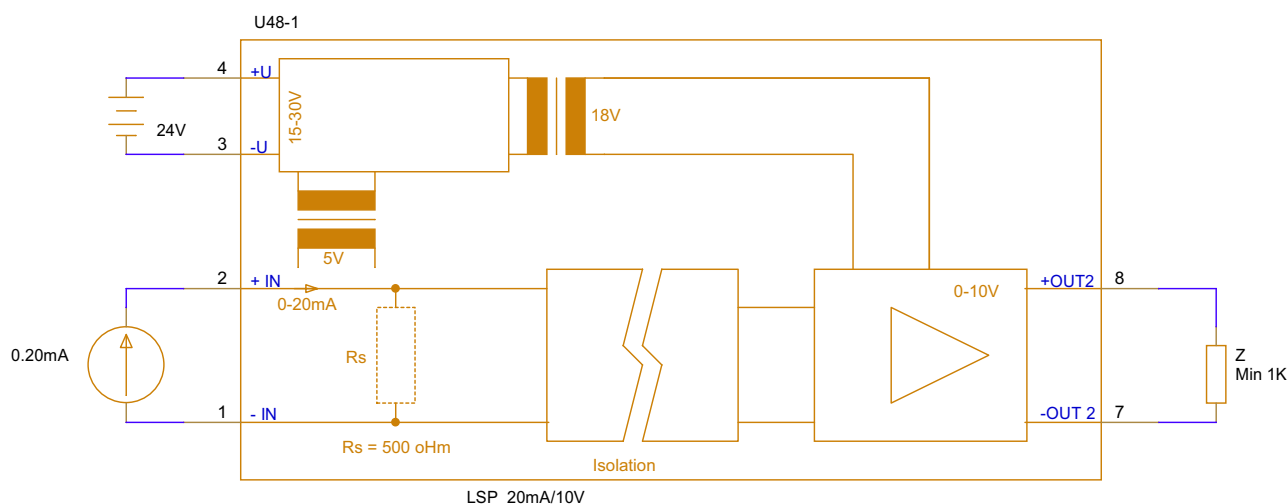 U48-1
4
+U
15-30V
18V
24V
3
-U
5V
2
+ IN
0-20mA
0-10V
+OUT2
8
0.20mA
Rs
Z
Min 1K
1
- IN
-OUT 2
7
Rs = 500 oHm
Isolation
LSP 20mA/10V